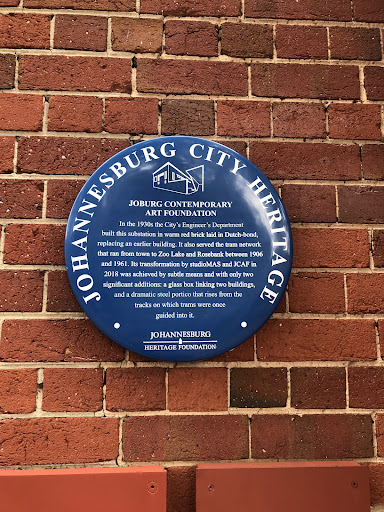 JOHANNESBURG CITY HERITAGE
JOBURG CONTEMPORARY
ART FOUNDATION
In the 1930s the City's Engineer's Department
built this substation in warm red brick laid in Dutch-bond,
replacing an earlier building. It also served the tram network
that ran from town to Zoo Lake and Rosebank between 1906
and 1961. Its transformation by studioMAS and JCAF in
2018 was achieved by subtle means and with only two
significant additions: a glass box linking two buildings,
and a dramatic steel portico that rises from the
tracks on which trams were once
guided into it.
JOHANNESBURG
HERITAGE FOUNDATION